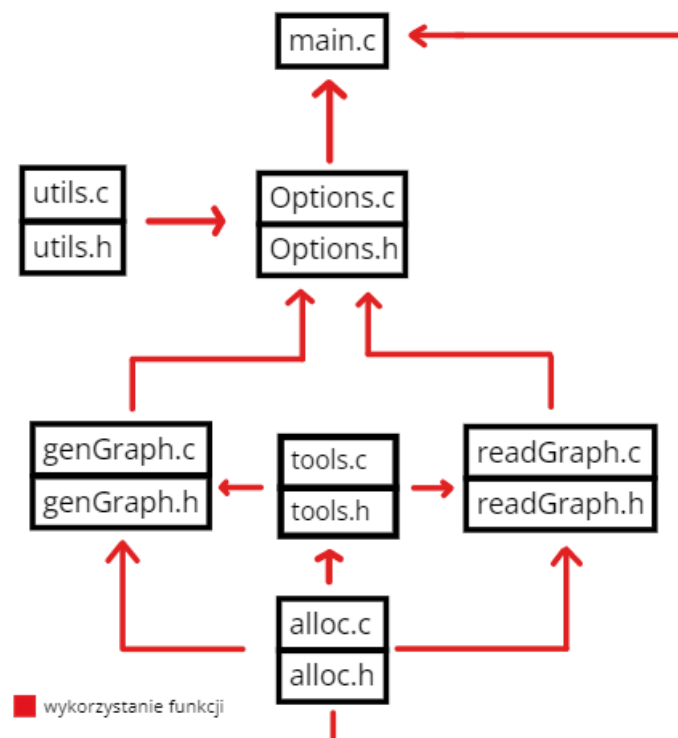 main.c
utils.c
utils.h
Options.c
Options.h
genGraph.c
genGraph.h
tools.c
tools.h
readGraph.c
readGraph.h
alloc.c
alloc.h
wykorzystanie funkcji